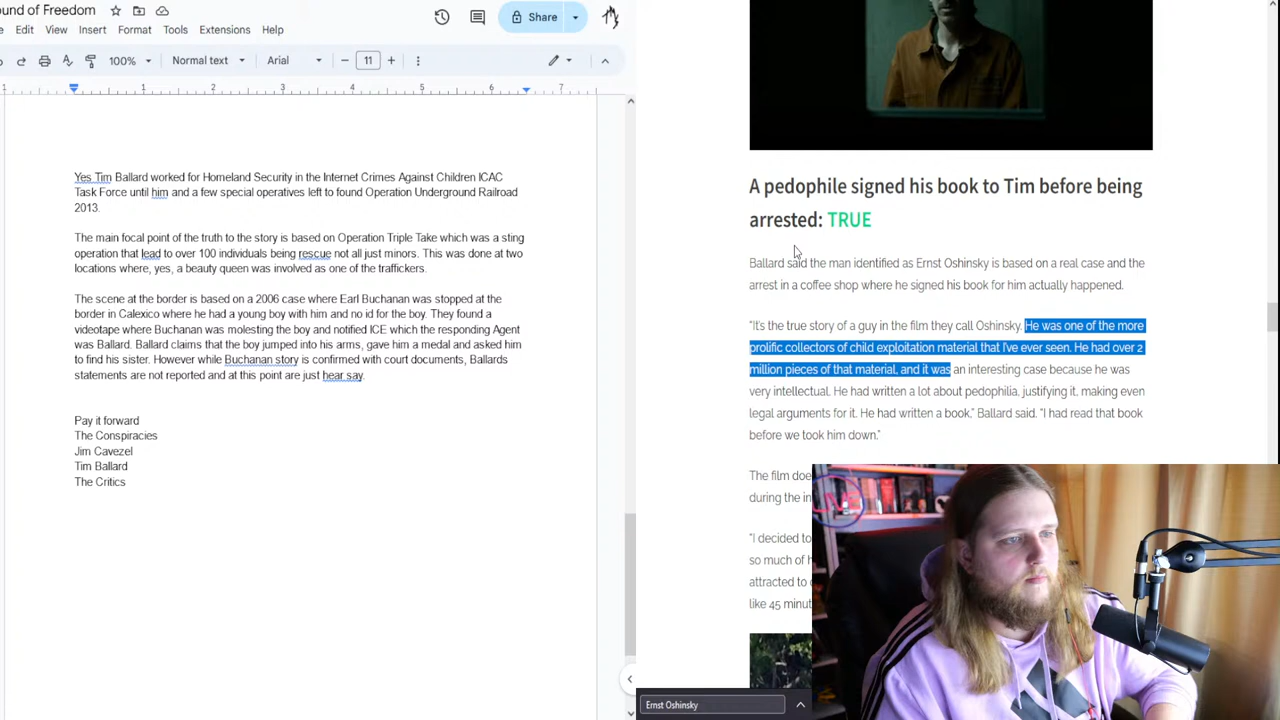 ound of Freedom
Edit View Insert Format Tools Extensions Help
Share
100% Normal text Arial 11
1 1 2 3 4 5 6 7
Yes Tim Ballard worked for Homeland Security in the Internet Crimes Against Children ICAC
Task Force until him and a few special operatives left to found Operation Underground Railroad
2013.
The main focal point of the truth to the story is based on Operation Triple Take which was a sting
operation that lead to over 100 individuals being rescue not all just minors. This was done at two
locations where, yes, a beauty queen was involved as one of the traffickers.
The scene at the border is based on a 2006 case where Earl Buchanan was stopped at the
border in Calexico where he had a young boy with him and no id for the boy. They found a
videotape where Buchanan was molesting the boy and notified ICE which the responding Agent
was Ballard. Ballard claims that the boy jumped into his arms, gave him a medal and asked him
to find his sister. However while Buchanan story is confirmed with court documents, Ballards
statements are not reported and at this point are just hear say.
Pay it forward
The Conspiracies
Jim Cavezel
Tim Ballard
The Critics
A pedophile signed his book to Tim before being
arrested: TRUE
Ballard said the man identified as Ernst Oshinsky is based on a real case and the
arrest in a coffee shop where he signed his book for him actually happened.
"It's the true story of a guy in the film they call Oshinsky. He was one of the more
prolific collectors of child exploitation material that I've ever seen. He had over 2
million pieces of that material, and it was an interesting case because he was
very intellectual. He had written a lot about pedophilia, justifying it, making even
legal arguments for it. He had written a book," Ballard said. "I had read that book
before we took him down."
The film doe
during the in
"I decided to
so much of h
attracted to
like 45 minut
Ernst Oshinsky